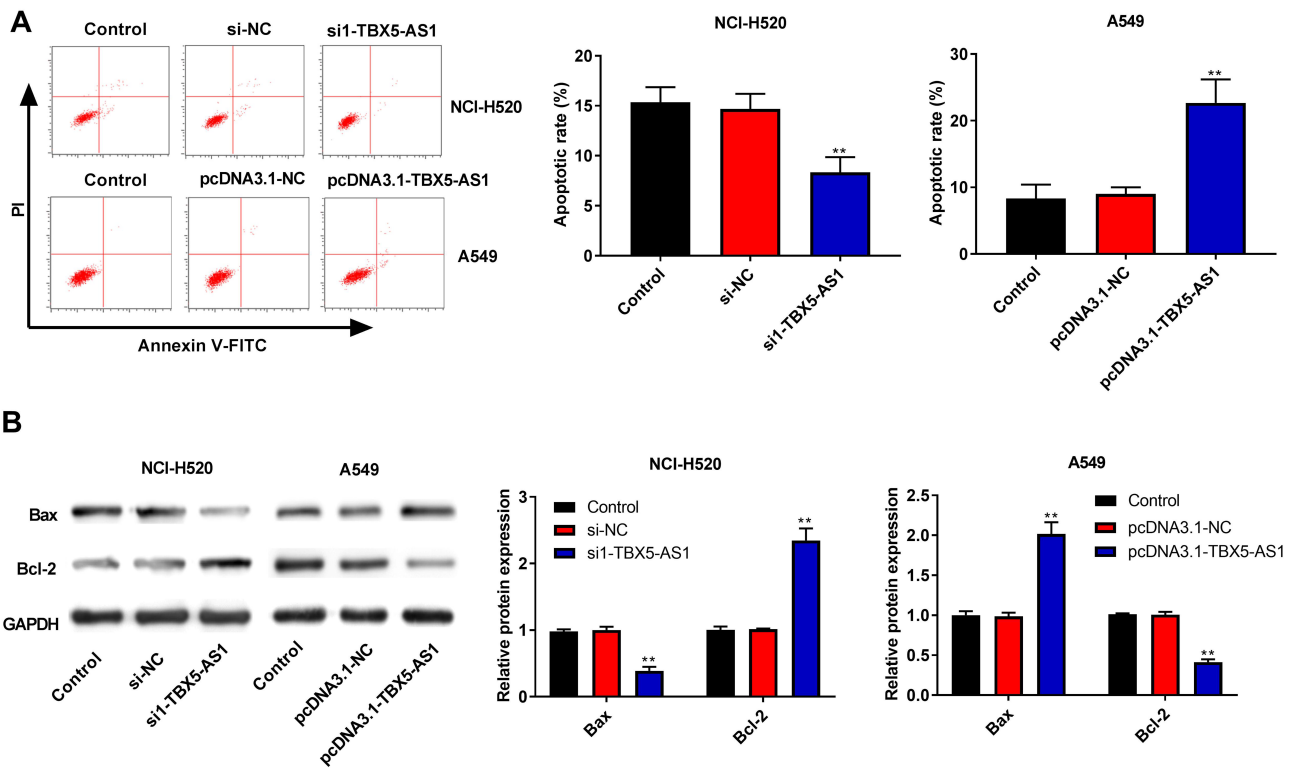 A
Control
si-NC
si1-TBX5-AS1
NCI-H520
Control
pcDNA3.1-NC
pcDNA3.1-TBX5-AS1
A549
PI
Annexin V-FITC
NCI-H520
Apoptotic rate (%)
20
15
10
5
0
**
Control
si-NC
si1-TBX5-AS1
A549
Apoptotic rate (%)
30
20
10
0
**
Control
pcDNA3.1-NC
pcDNA3.1-TBX5-AS1
B
NCI-H520
A549
Bax
Bcl-2
GAPDH
Control
si-NC
si1-TBX5-AS1
Control
pcDNA3.1-NC
pcDNA3.1-TBX5-AS1
NCI-H520
Relative protein expression
3
2
1
0
Control
si-NC
si1-TBX5-AS1
**
**
Bax
Bcl-2
A549
Relative protein expression
2.5
2.0
1.5
1.0
0.5
0.0
Control
pcDNA3.1-NC
pcDNA3.1-TBX5-AS1
**
**
Bax
Bcl-2